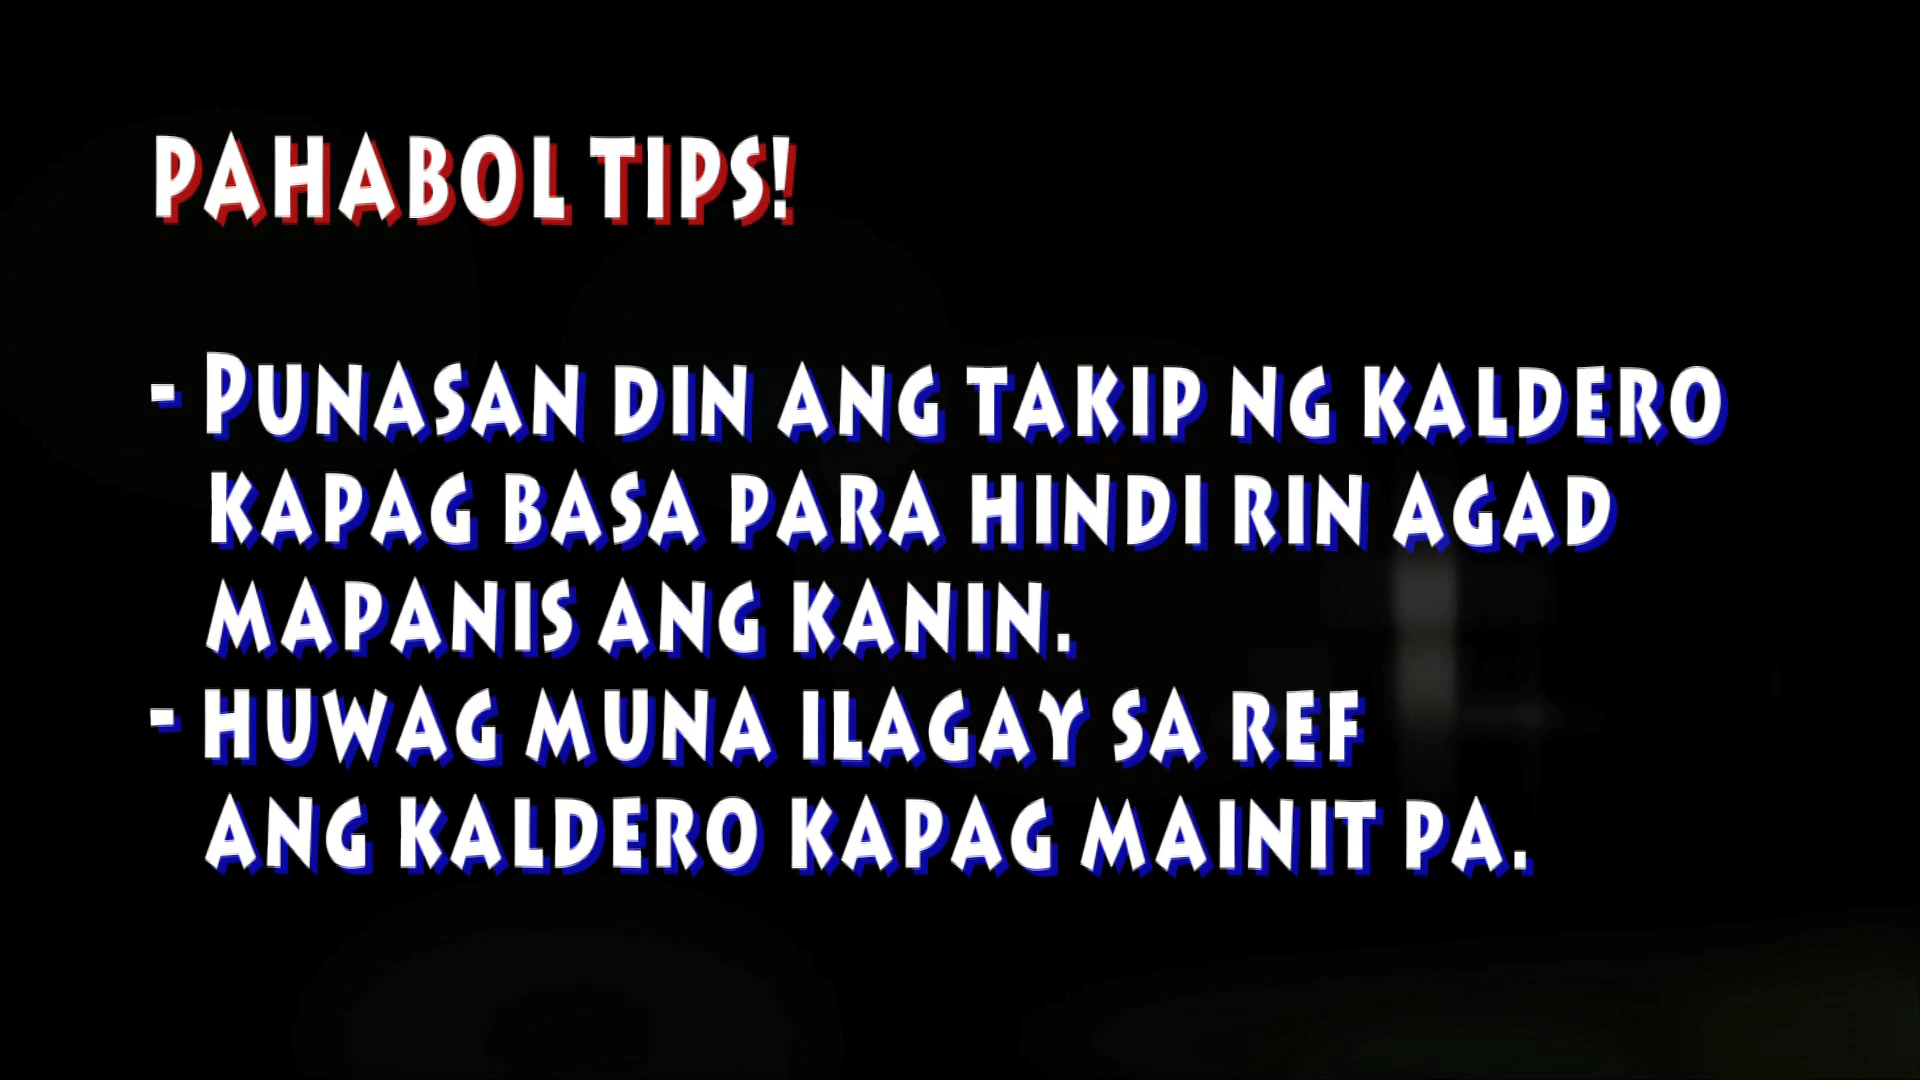 PAHABOL TIPS!
- PUNASAN DIN ANG TAKIP NG KALDERO
KAPAG BASA PARA HINDI RIN AGAD
MAPANIS ANG KANIN.
- HUWAG MUNA ILAGAY SA REF
ANG KALDERO KAPAG MAINIT PA.